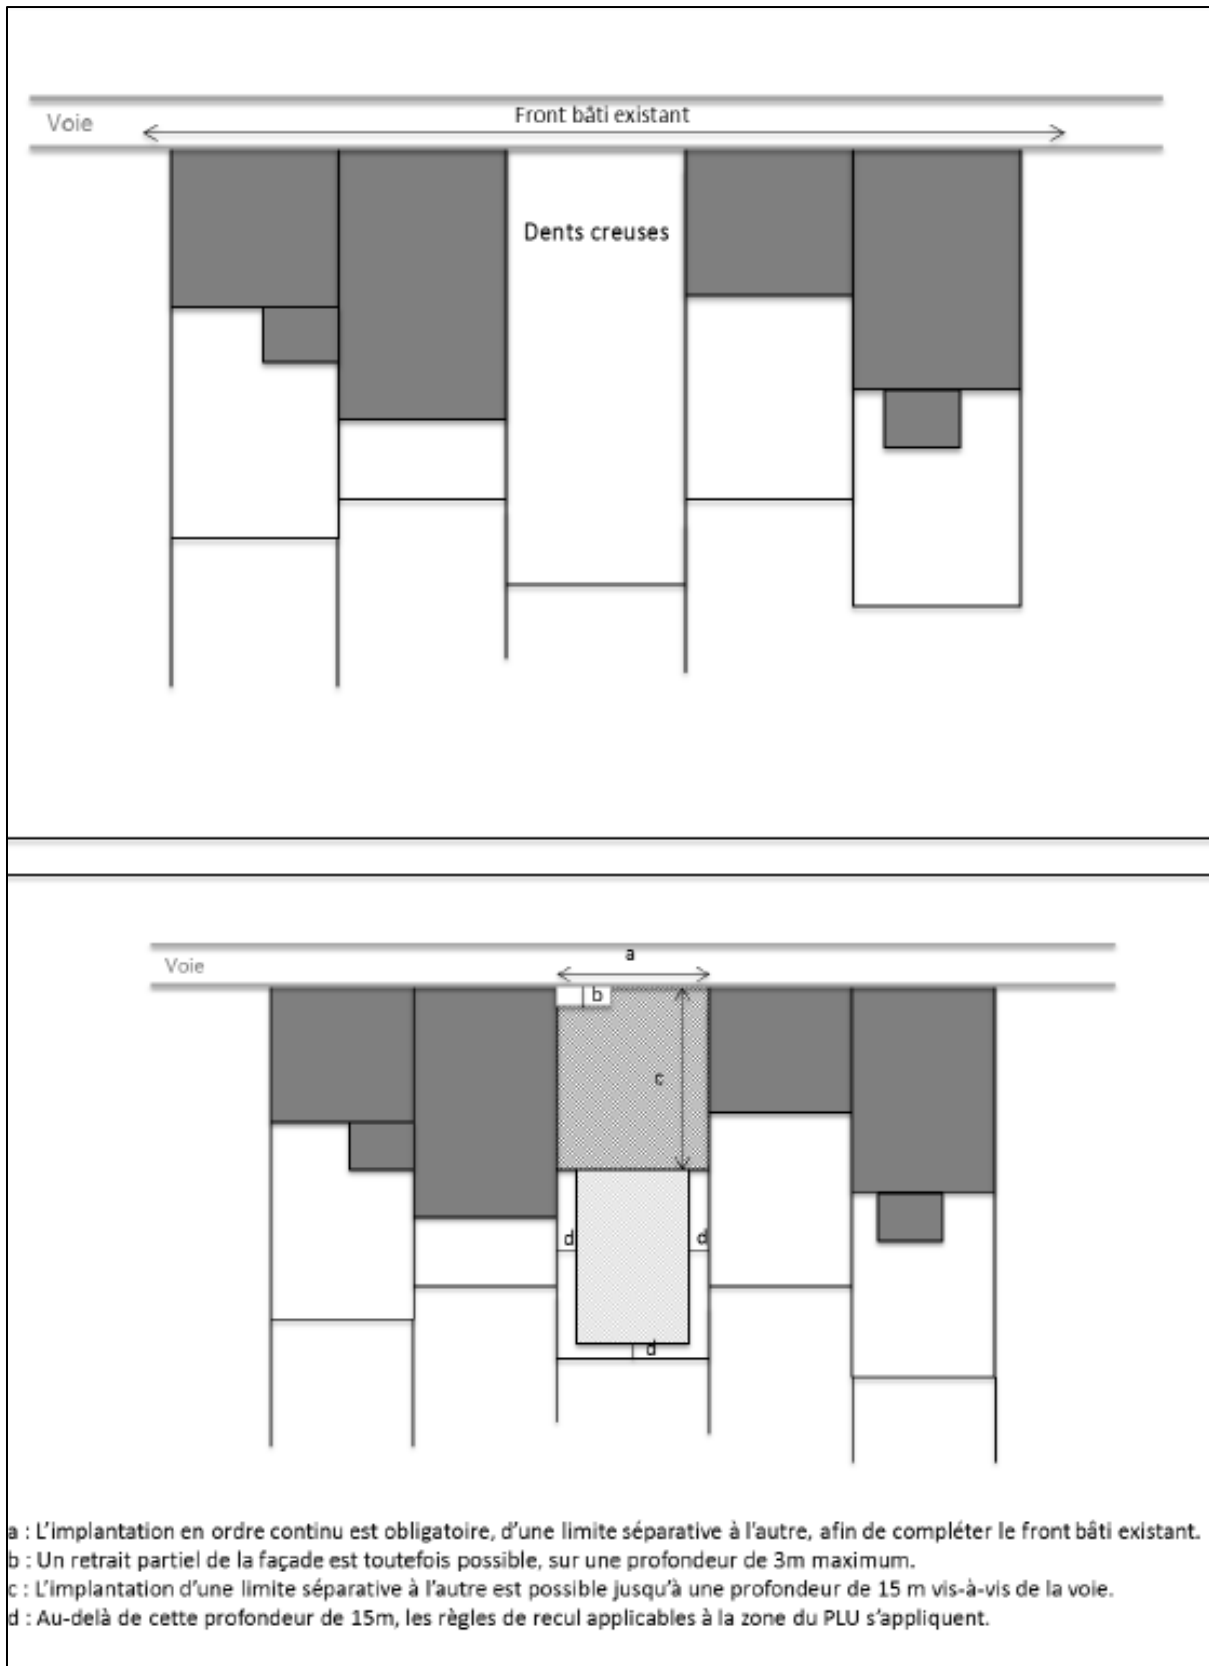 Front bâti existant
Voie
Dents creuses
a
Voie
b
c
d
d
d
a : L’implantation en ordre continu est obligatoire, d’une limite séparative à l’autre, afin de compléter le front bâti existant.
b : Un retrait partiel de la façade est toutefois possible, sur une profondeur de 3m maximum.
c : L’implantation d’une limite séparative à l’autre est possible jusqu’à une profondeur de 15 m vis-à-vis de la voie.
d : Au-delà de cette profondeur de 15m, les règles de recul applicables à la zone du PLU s’appliquent.